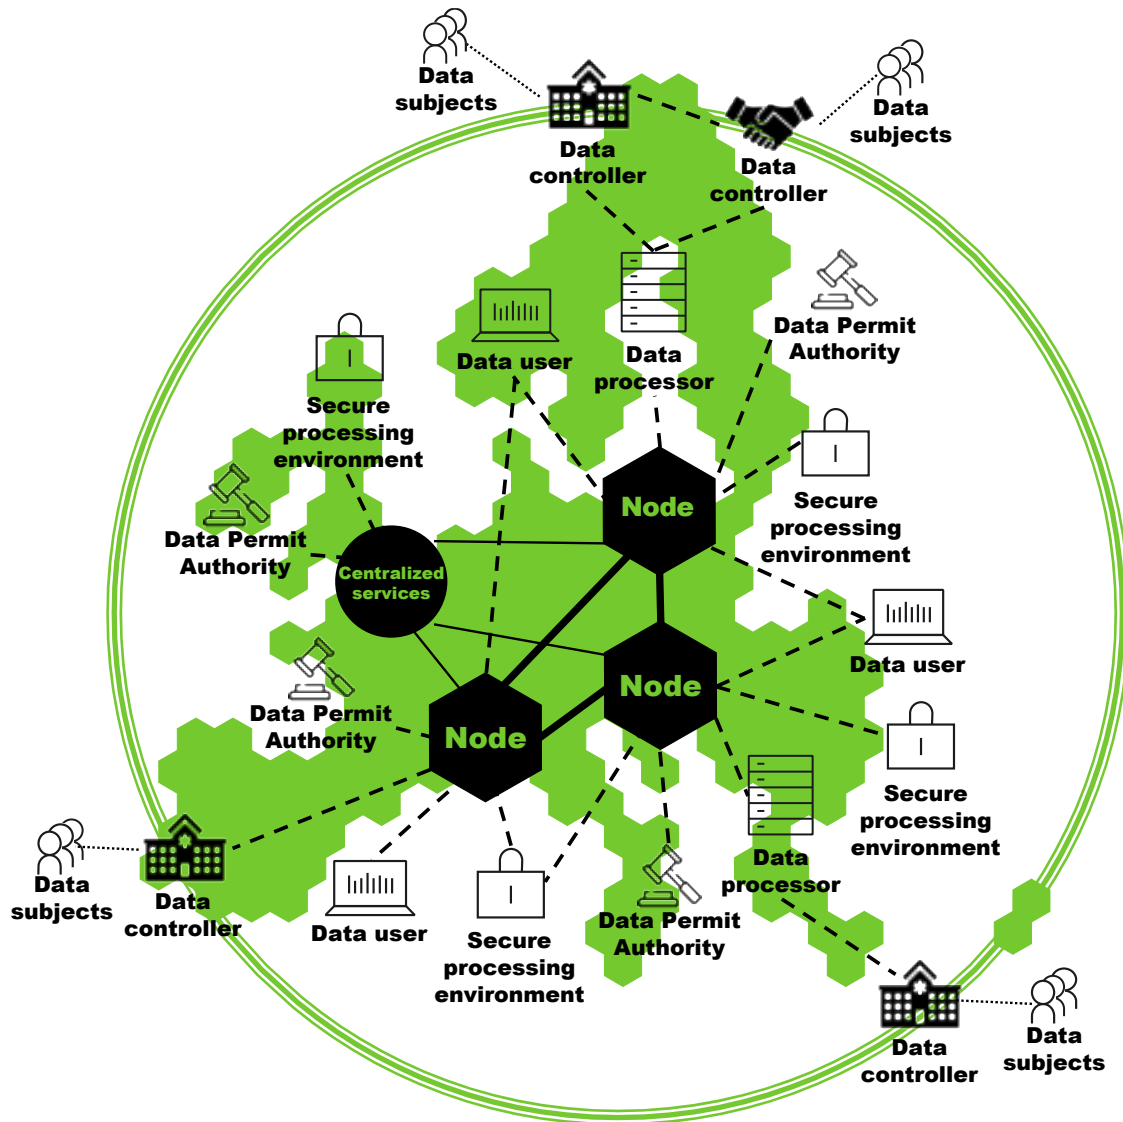 Data
subjects
Data
subjects
Data
controller
Data
controller
Data Permit
Authority
Data user
Data
processor
Secure
processing
environment
Data Permit
Authority
Node
Secure
processing
environment
Centralized
services
Data user
Data Permit
Authority
Node
Node
Secure
processing
environment
Data
processor
Data
subjects
Data
controller
Data user
Secure
processing
environment
Data Permit
Authority
Data
controller
Data
subjects